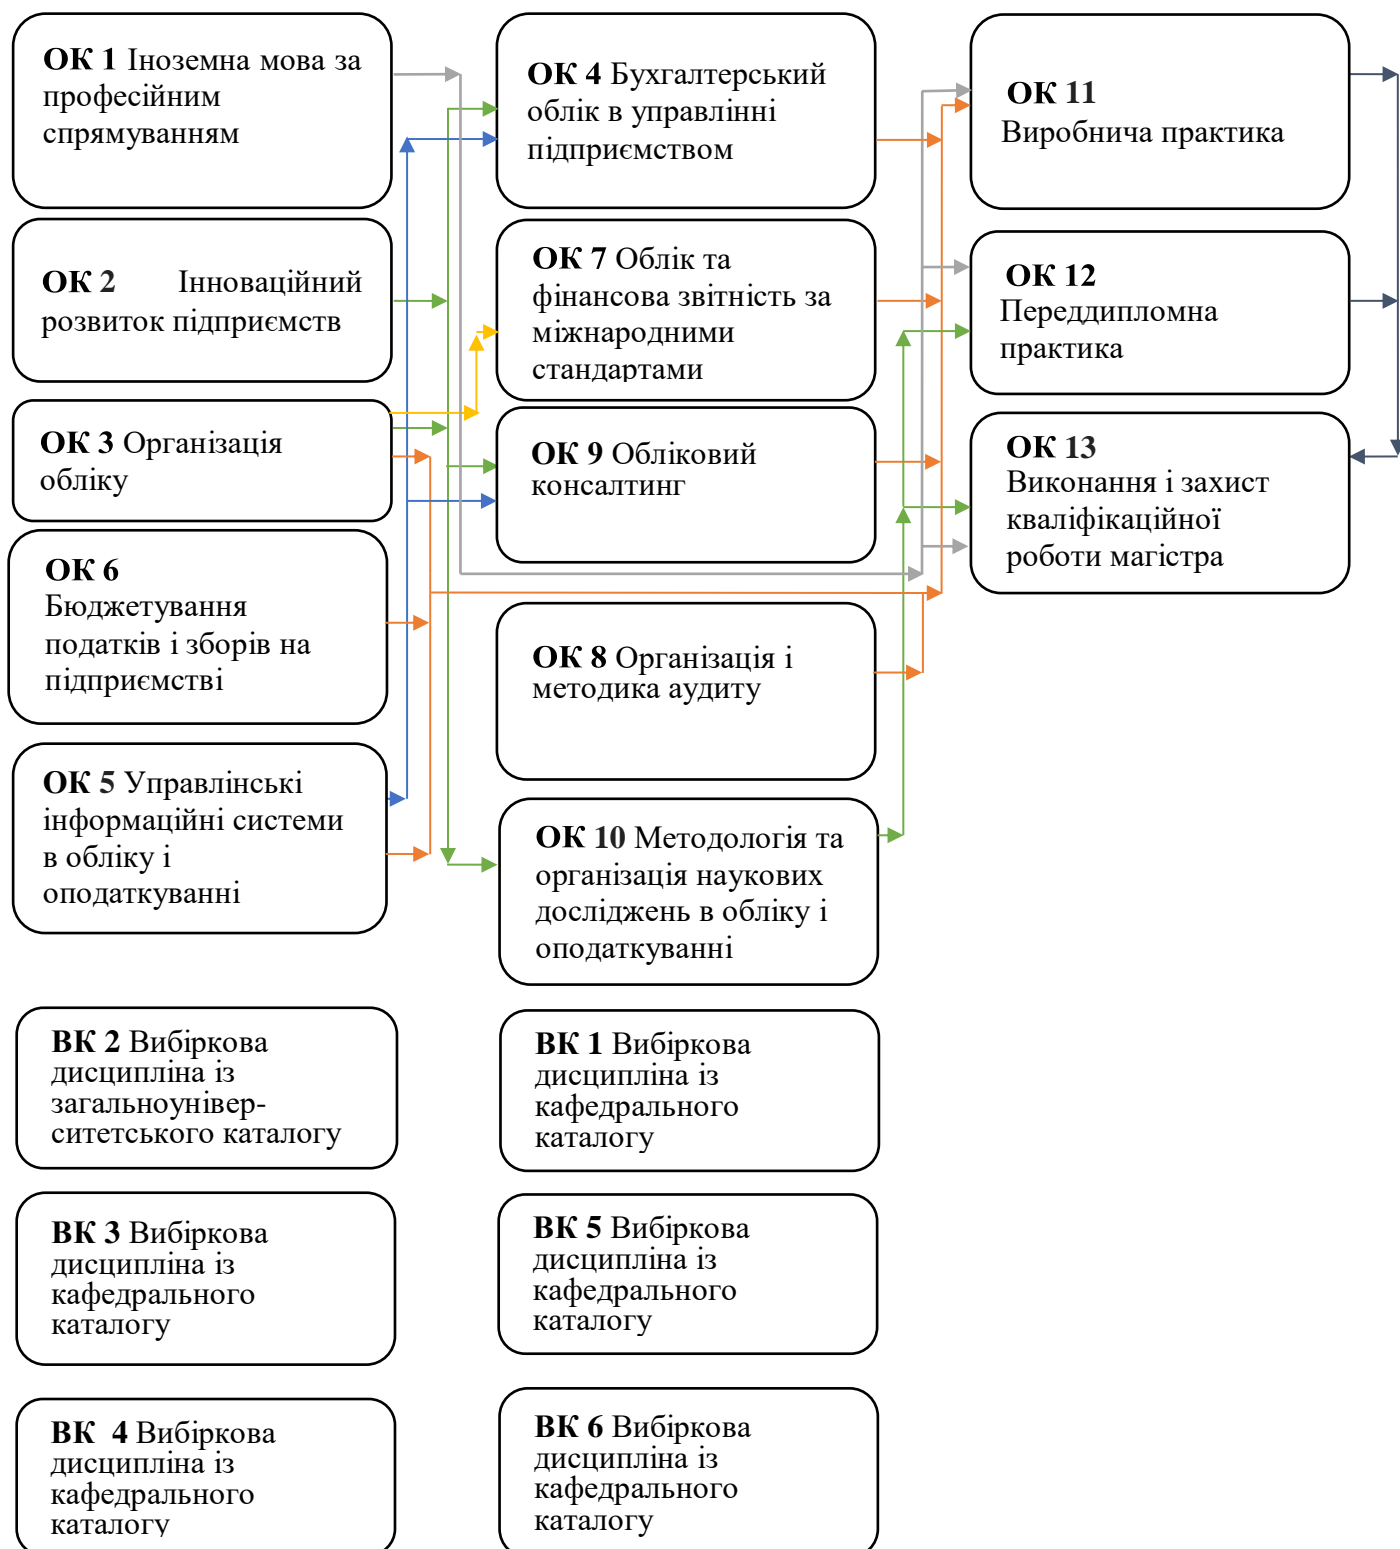 ОК 1 Іноземна мова за
професійним
спрямуванням
ОК 2 Інноваційний
розвиток підприємств
ОК 3 Організація
обліку
ОК 6
Бюджетування
податків і зборів на
підприємстві
ОК 5 Управлінські
інформаційні системи
в обліку і
оподаткуванні
ОК 4 Бухгалтерський
облік в управлінні
підприємством
ОК 7 Облік та
фінансова звітність за
міжнародними
стандартами
ОК 9 Обліковий
консалтинг
ОК 8 Організація і
методика аудиту
ОК 10 Методологія та
організація наукових
досліджень в обліку і
оподаткуванні
ОК 11
Виробнича практика
ОК 12
Переддипломна
практика
ОК 13
Виконання і захист
кваліфікаційної
роботи магістра
ВК 2 Вибіркова
дисципліна із
загальноунівер-
ситетського каталогу
ВК 1 Вибіркова
дисципліна із
кафедрального
каталогу
ВК 3 Вибіркова
дисципліна із
кафедрального
каталогу
ВК 5 Вибіркова
дисципліна із
кафедрального
каталогу
ВК 4 Вибіркова
дисципліна із
кафедрального
каталогу
ВК 6 Вибіркова
дисципліна із
кафедрального
каталогу